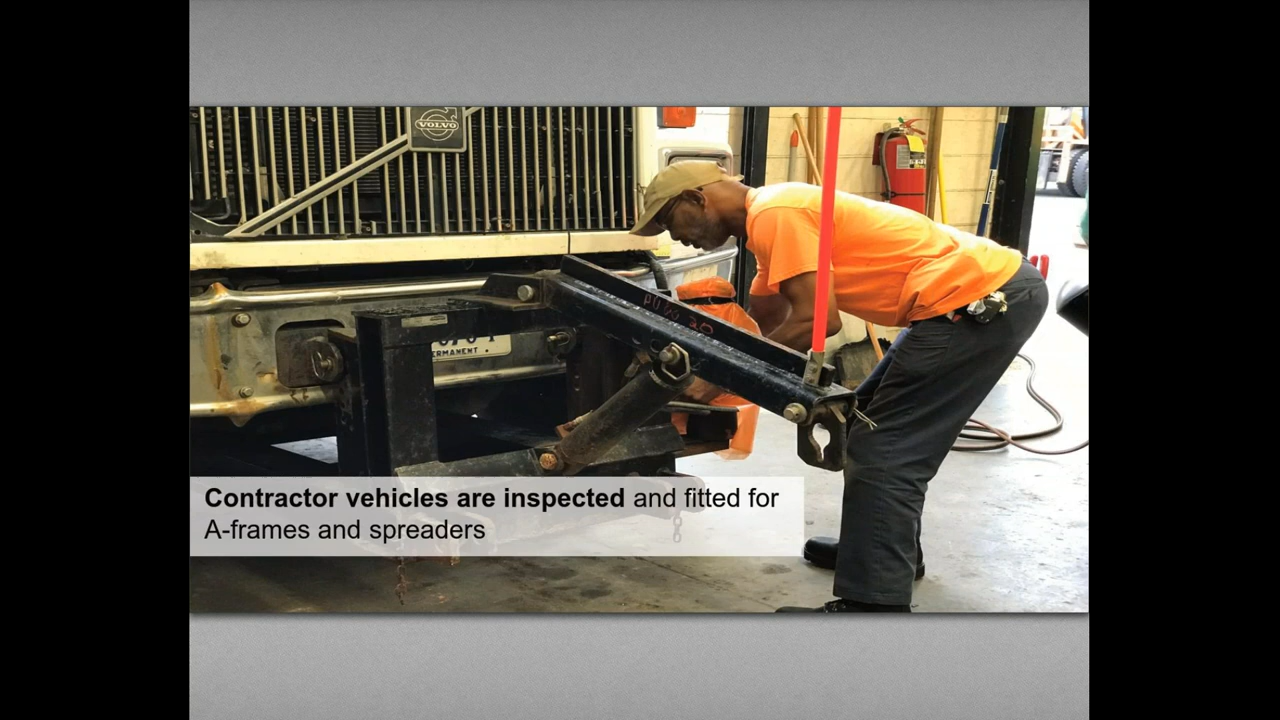 VOLVO
PERMANENT
Contractor vehicles are inspected and fitted for
A-frames and spreaders